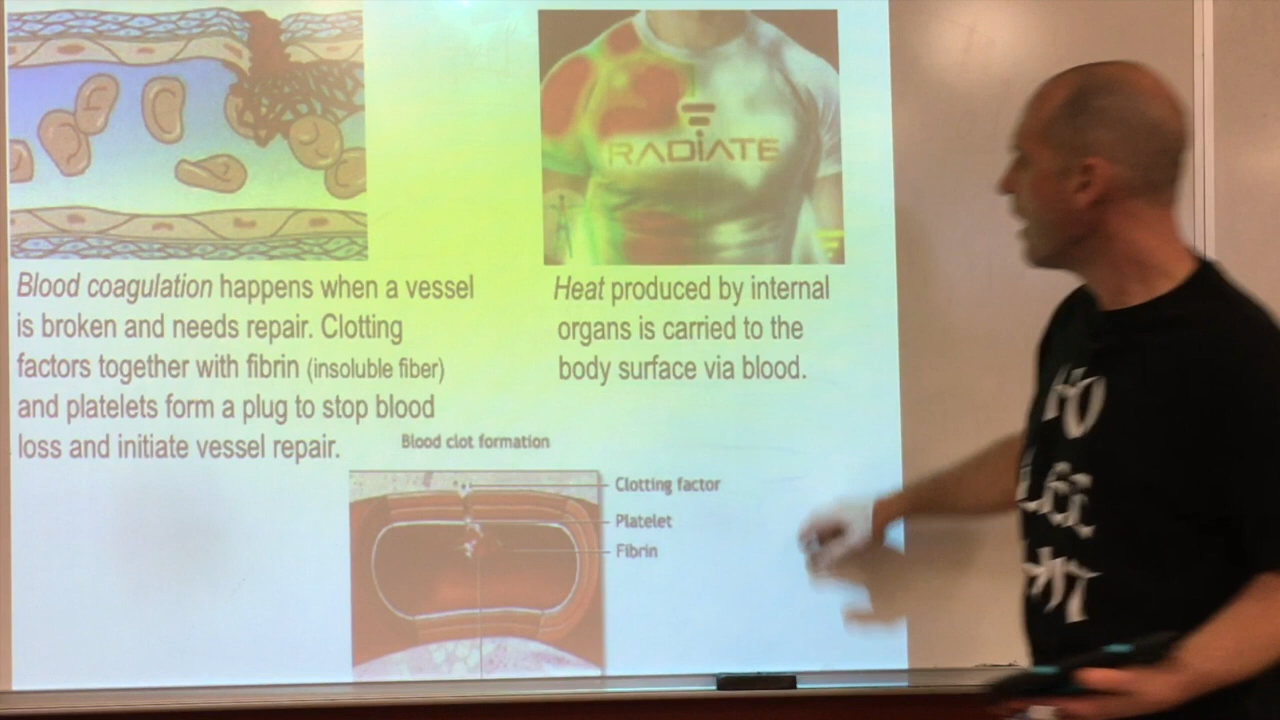 RADIATE
Blood coagulation happens when a vessel
is broken and needs repair. Clotting
factors together with fibrin (insoluble fiber)
and platelets form a plug to stop blood
loss and initiate vessel repair.
Heat produced by internal
organs is carried to the
body surface via blood.
Blood clot formation
Clotting factor
Platelet
Fibrin